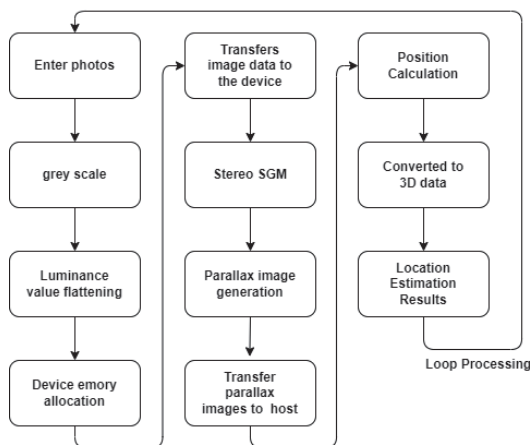 Enter photos
grey scale
Luminance
value flattening
Device emory
allocation
Transfers
image data to
the device
Stereo SGM
Parallax image
generation
Transfer
parallax
images to host
Position
Calculation
Converted to
3D data
Location
Estimation
Results
Loop Processing